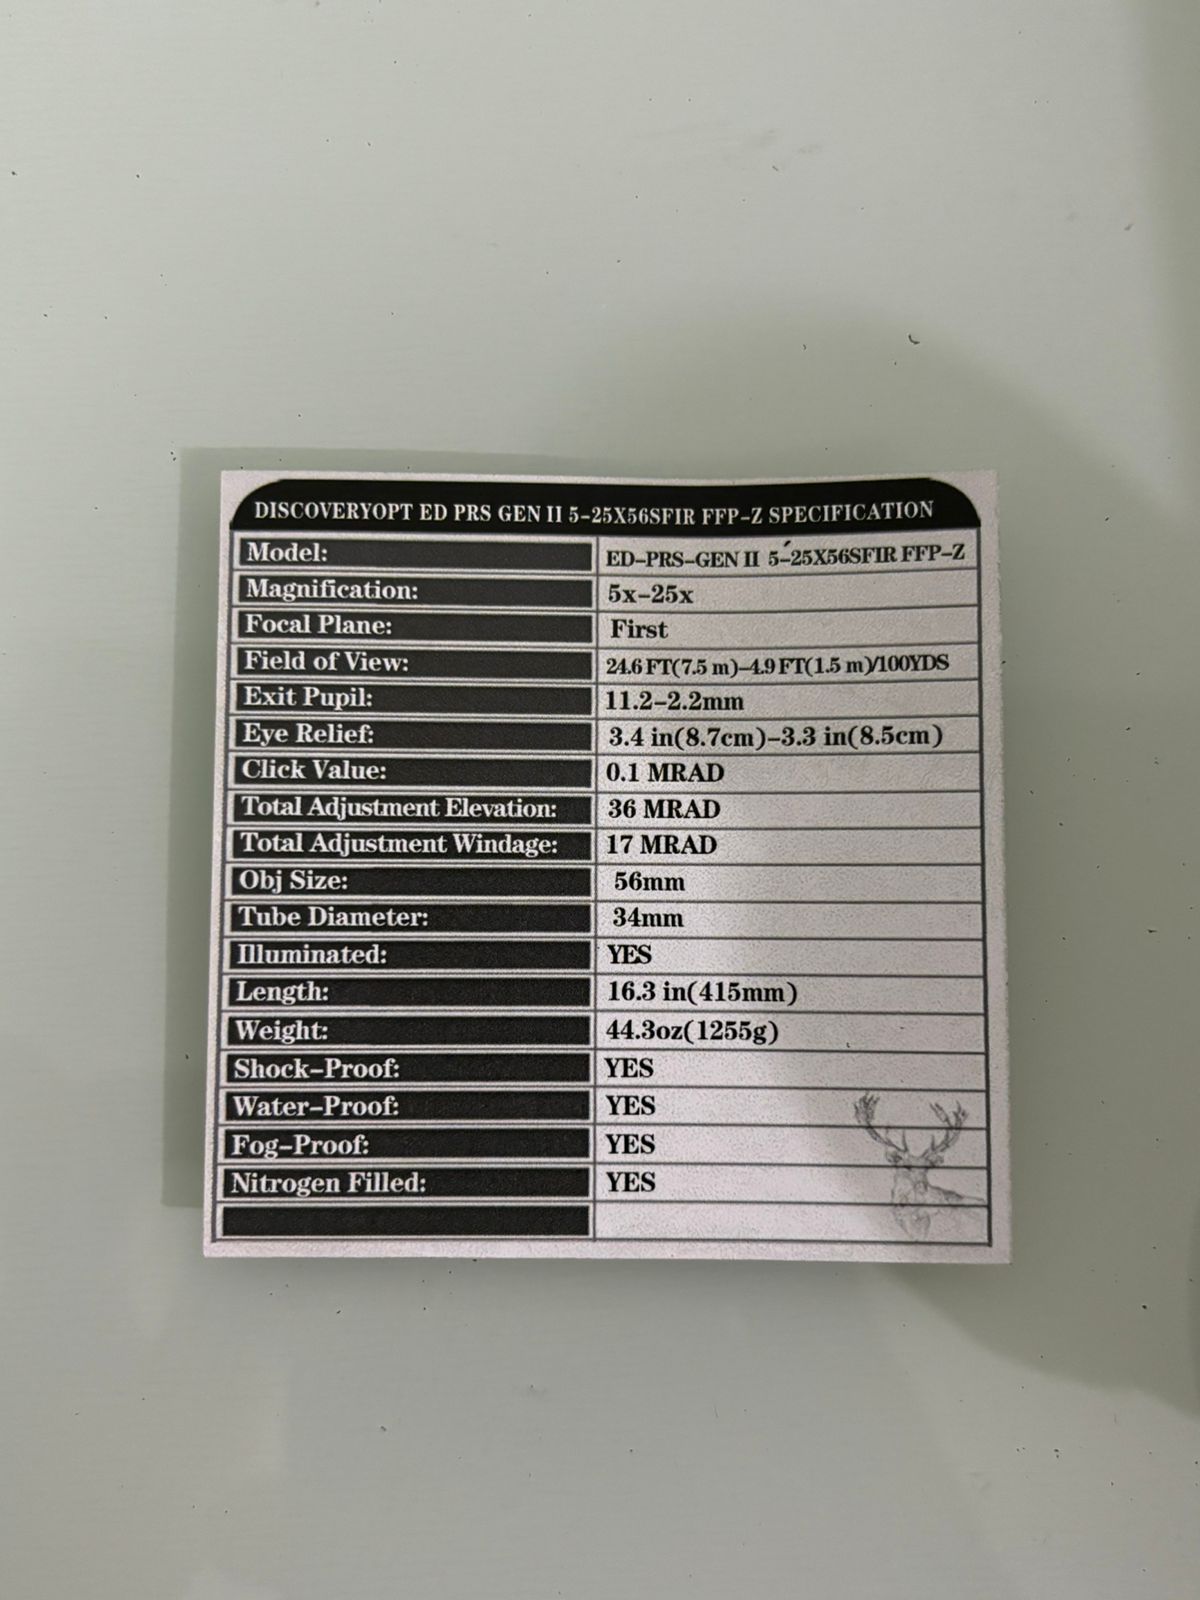 DISCOVERYOPT ED PRS GEN II 5-25X56SFIR FFP-Z SPECIFICATION
Model: ED-PRS-GEN II 5-25X56SFIR FFP-Z
Magnification: 5x-25x
Focal Plane: First
Field of View: 24.6 FT(7.5 m)-4.9 FT(1.5 m)/100YDS
Exit Pupil: 11.2-2.2mm
Eye Relief: 3.4 in(8.7cm)-3.3 in(8.5cm)
Click Value: 0.1 MRAD
Total Adjustment Elevation: 36 MRAD
Total Adjustment Windage: 17 MRAD
Obj Size: 56mm
Tube Diameter: 34mm
Illuminated: YES
Length: 16.3 in(415mm)
Weight: 44.3oz(1255g)
Shock-Proof: YES
Water-Proof: YES
Fog-Proof: YES
Nitrogen Filled: YES